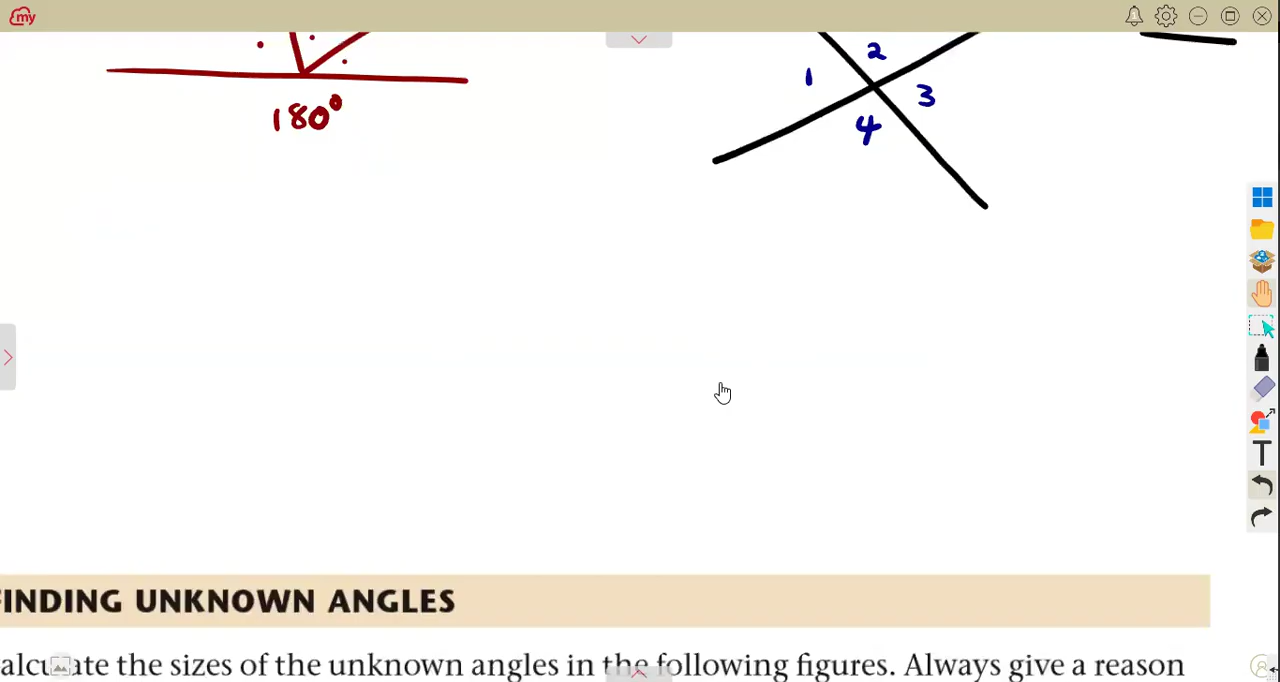 my
2
1
3
180°
4
T
FINDING UNKNOWN ANGLES
alculate the sizes of the unknown angles in the following figures. Always give a reason